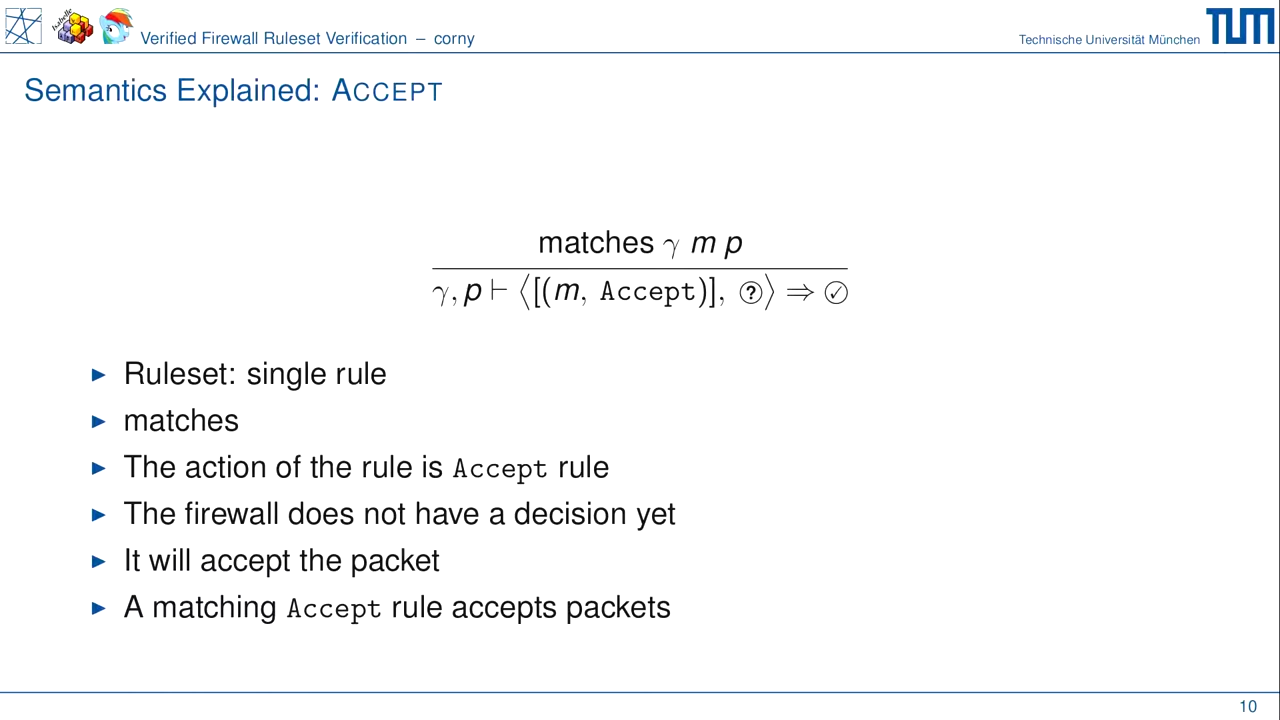 Isabelle
Verified Firewall Ruleset Verification – corny
Technische Universität München
TUM
Semantics Explained: ACCEPT
matches γ m p
γ, p ⊢ ⟨[(m, Accept)], ?⟩ ⇒ ✓
► Ruleset: single rule
► matches
► The action of the rule is Accept rule
► The firewall does not have a decision yet
► It will accept the packet
► A matching Accept rule accepts packets
10